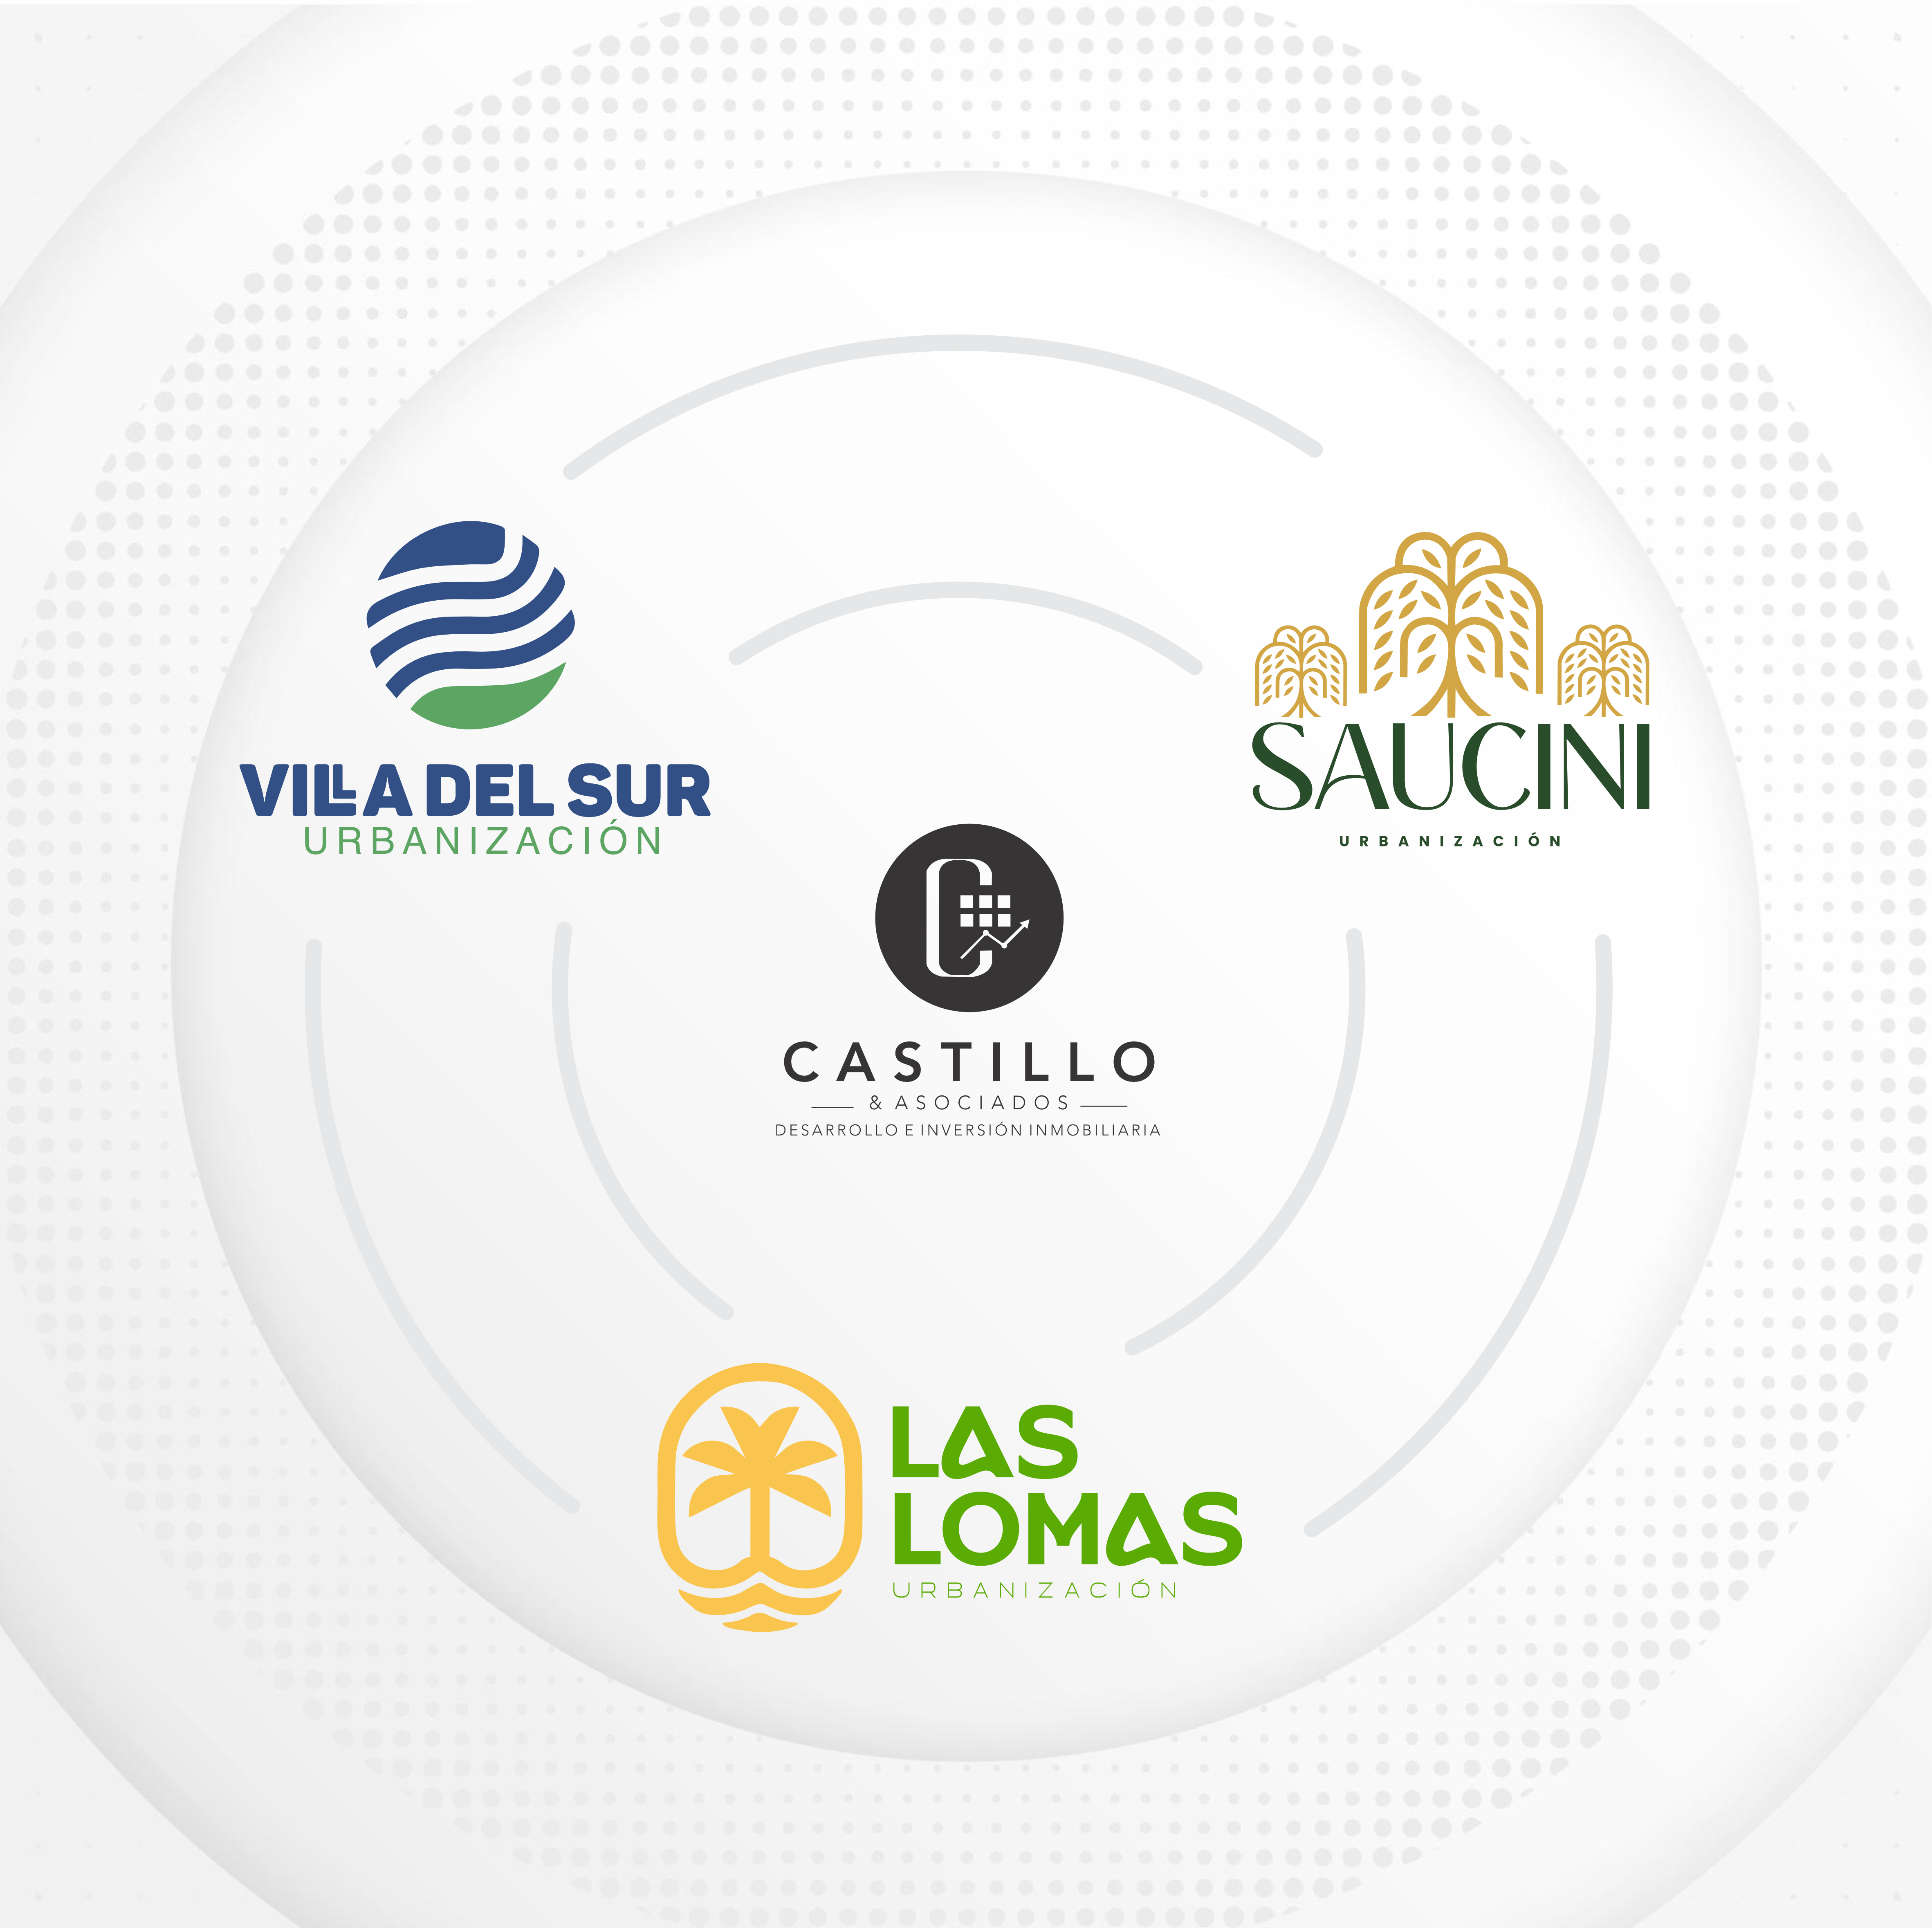 VILLA DEL SUR
URBANIZACIÓN
SAUCINI
URBANIZACIÓN
CASTILLO
& ASOCIADOS
DESARROLLO E INVERSIÓN INMOBILIARIA
LAS
LOMAS
URBANIZACIÓN